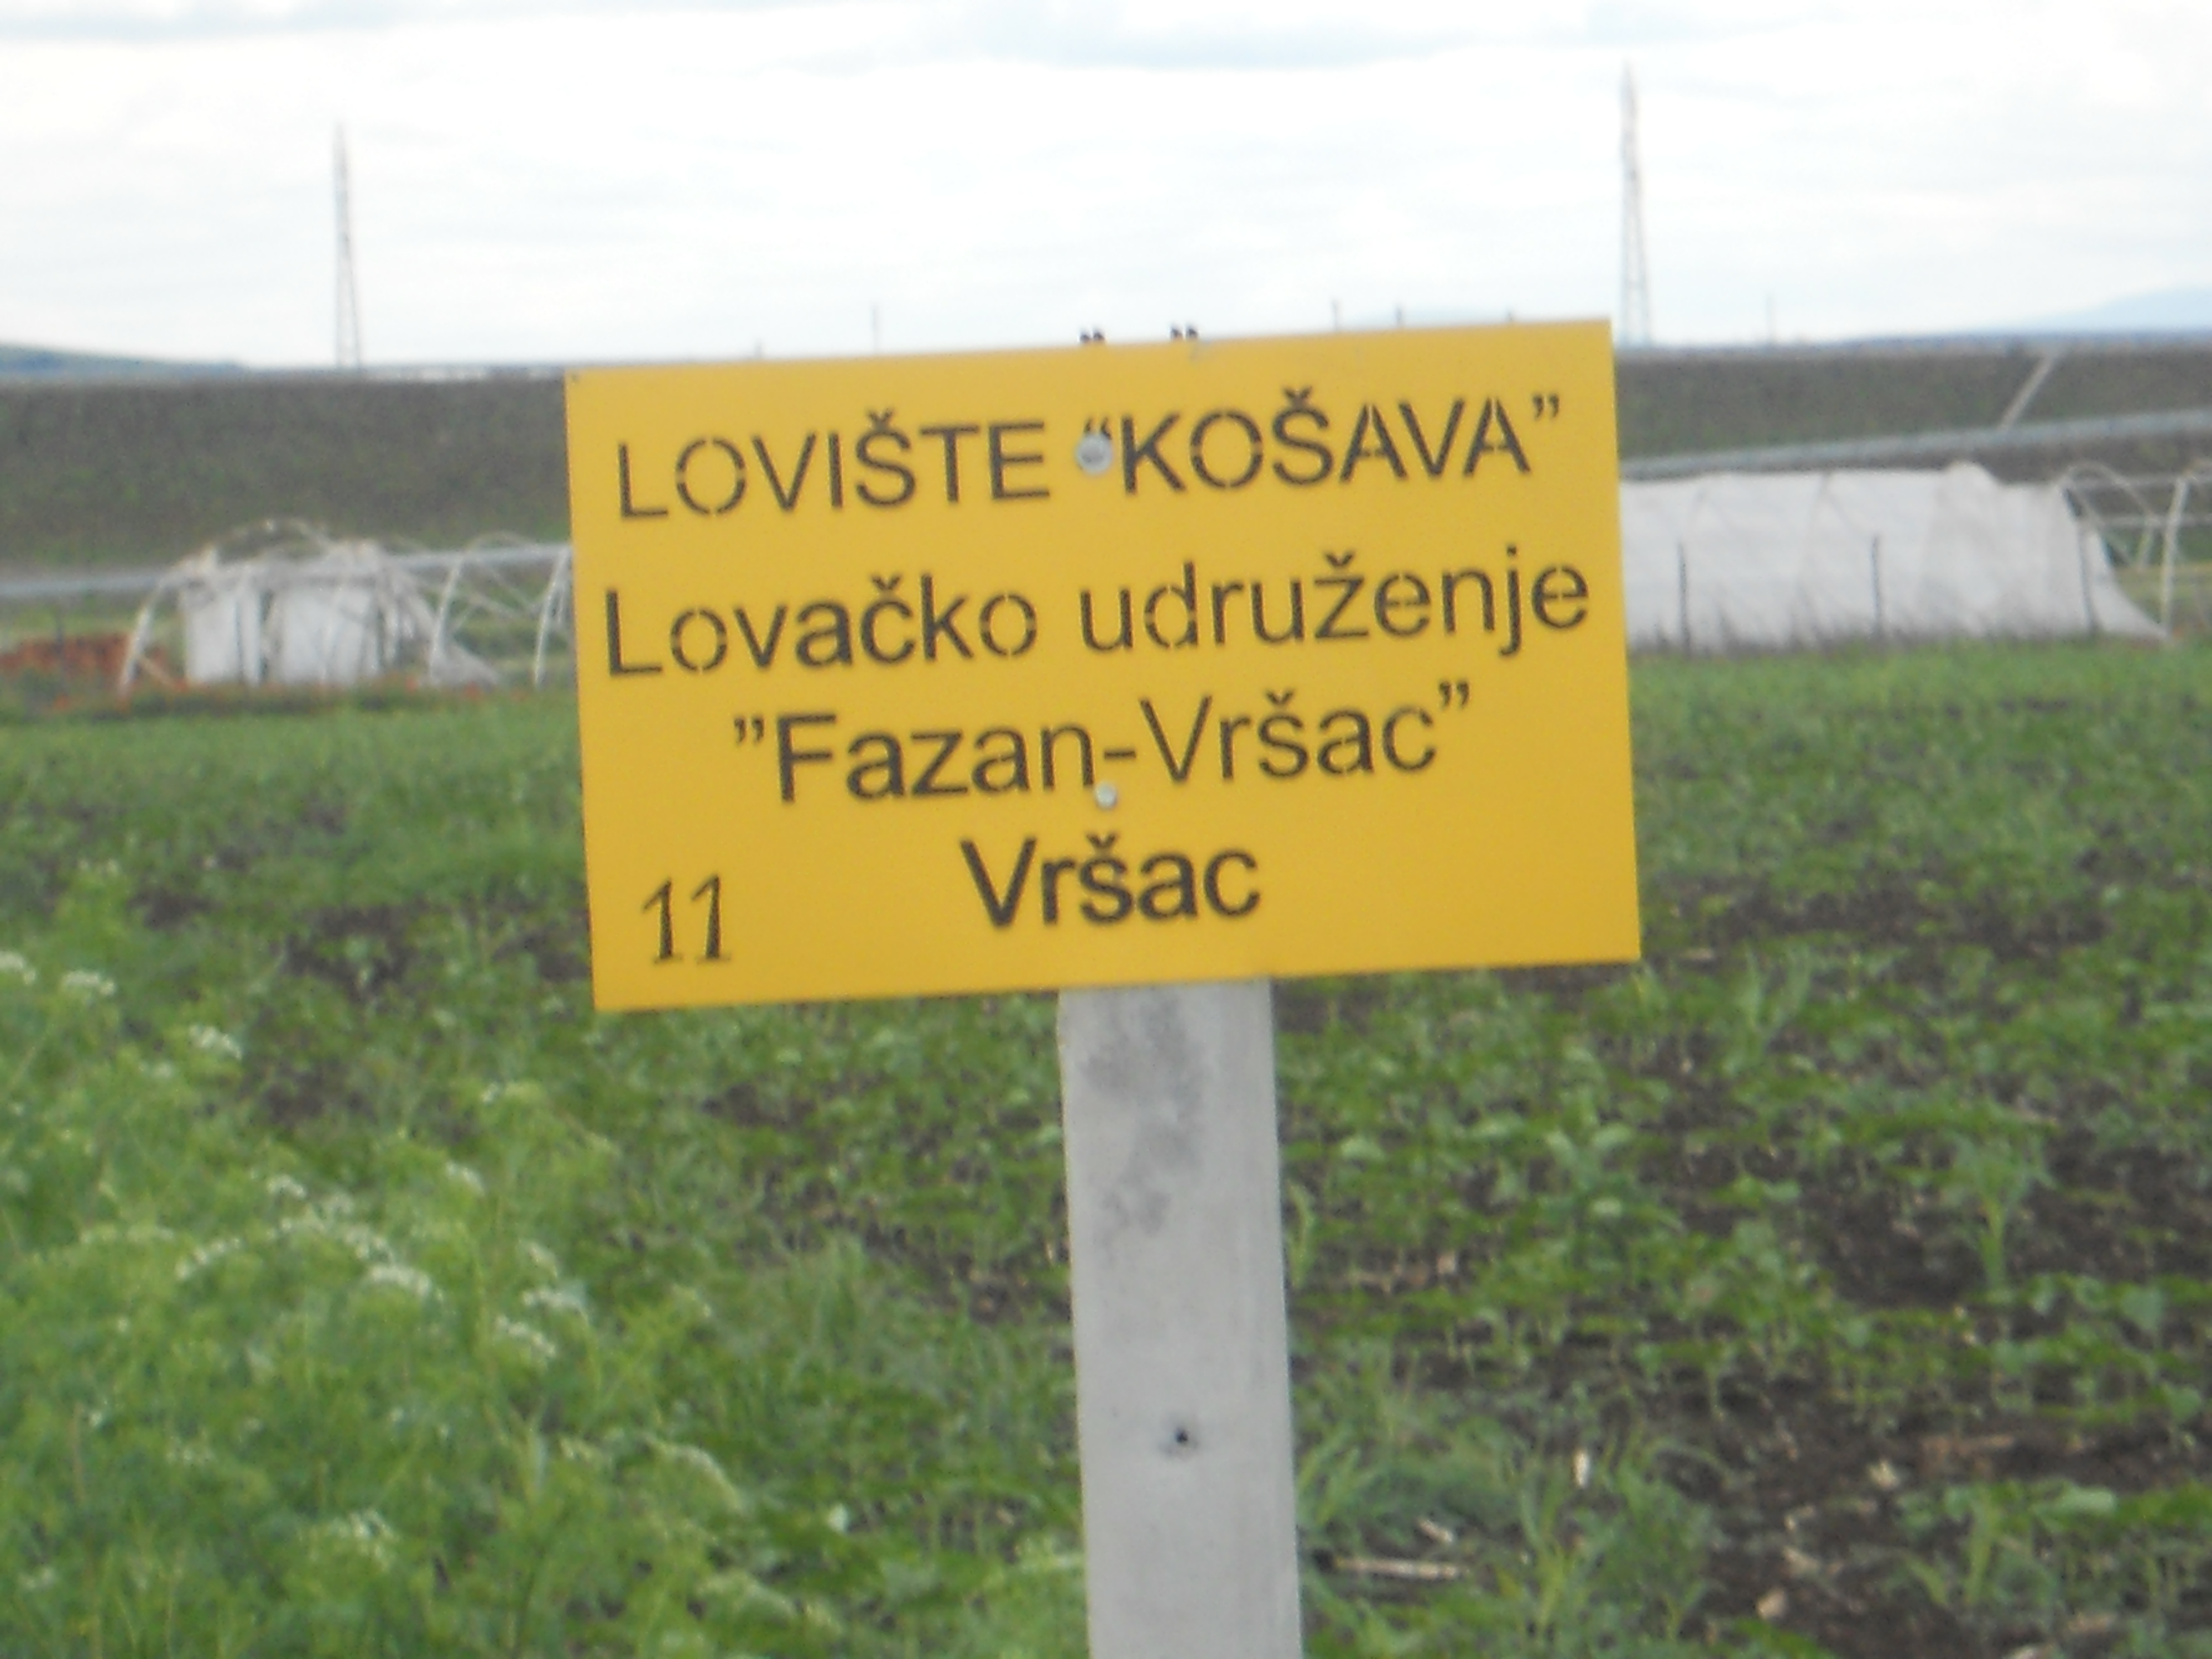 LOVIŠTE “KOŠAVA”
Lovačko udruženje
”Fazan-Vršac”
Vršac
11